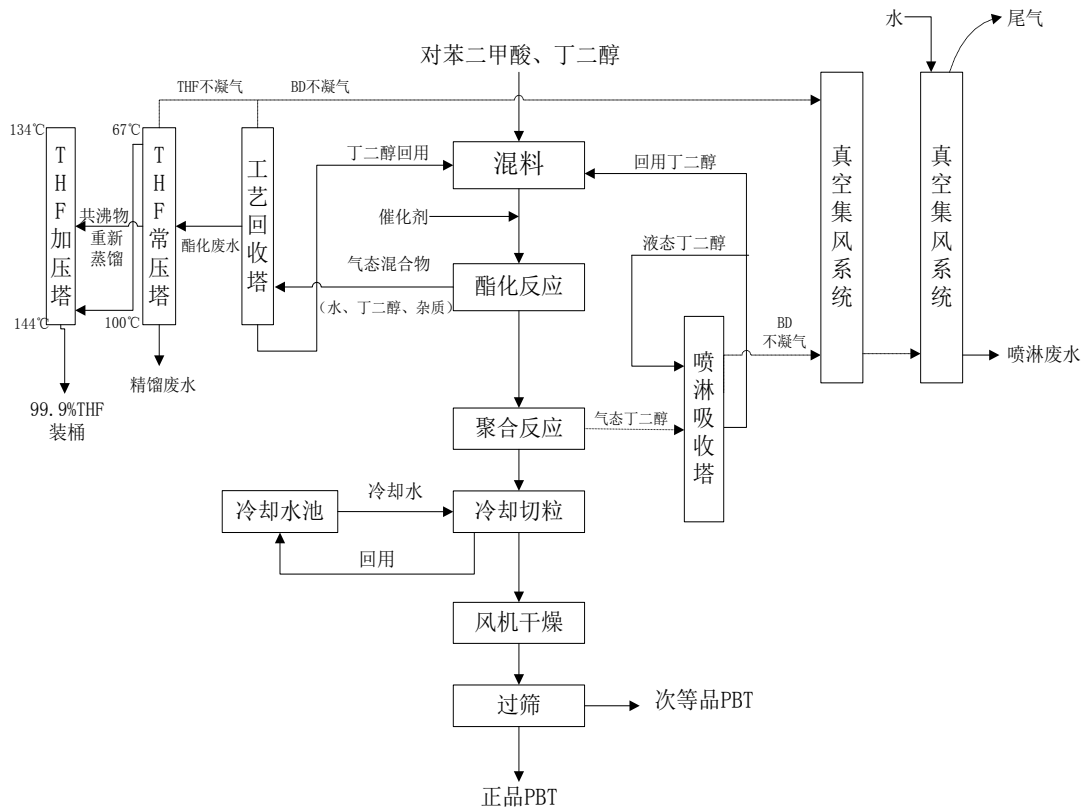 水
尾气
对苯二甲酸、丁二醇
THF不凝气
BD不凝气
134℃
67℃
THF加压塔
THF常压塔
工艺回收塔
丁二醇回用
混料
回用丁二醇
真空集风系统
真空集风系统
共沸物
重新
蒸馏
酯化废水
催化剂
液态丁二醇
气态混合物
酯化反应
（水、丁二醇、杂质）
144℃
100℃
BD
不凝气
喷淋吸收塔
喷淋废水
精馏废水
99.9%THF
装桶
聚合反应
气态丁二醇
冷却水池
冷却水
冷却切粒
回用
风机干燥
过筛
次等品PBT
正品PBT